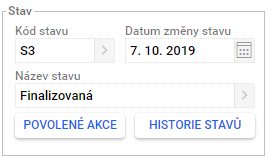 Stav
Kód stavu Datum změny stavu
S3 7. 10. 2019
Název stavu
Finalizovaná
POVOLENÉ AKCE HISTORIE STAVŮ